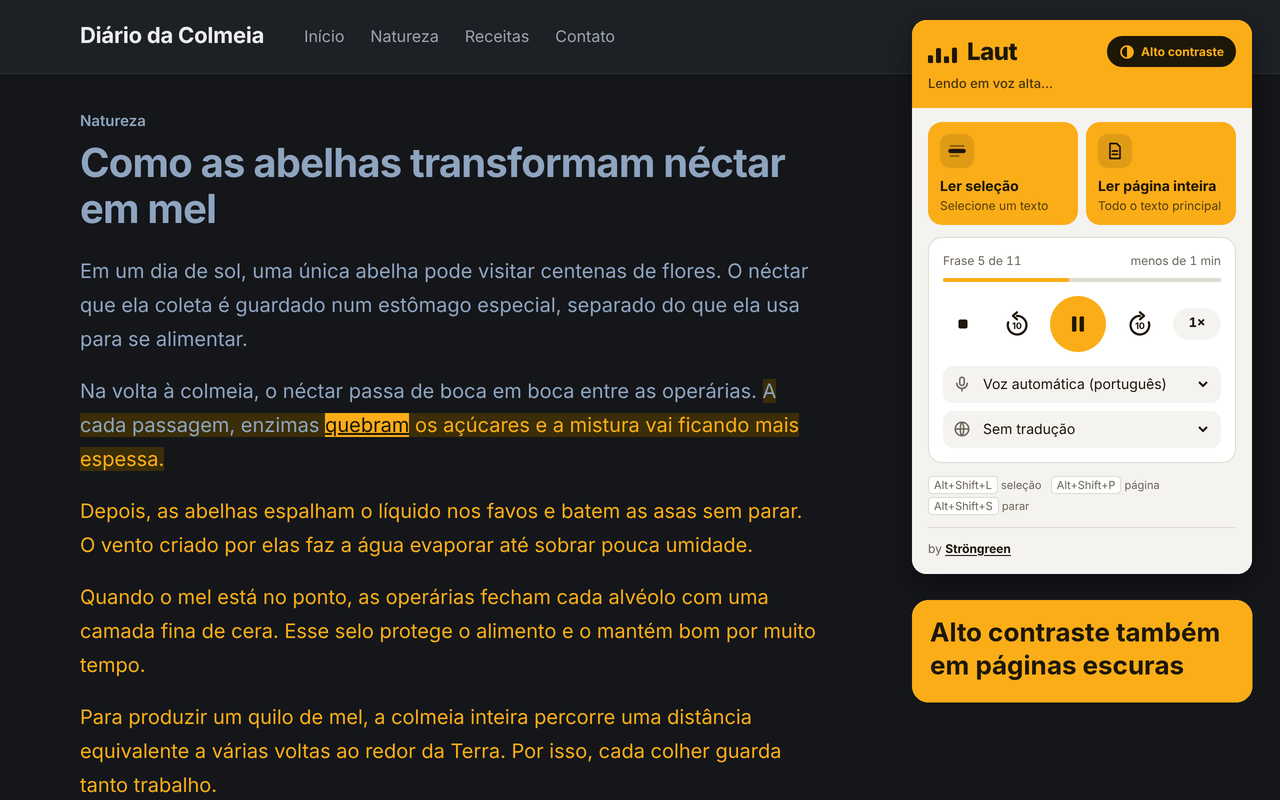 Diário da Colmeia
Início
Natureza
Receitas
Contato
Natureza
Como as abelhas transformam néctar
em mel
Em um dia de sol, uma única abelha pode visitar centenas de flores. O néctar
que ela coleta é guardado num estômago especial, separado do que ela usa
para se alimentar.
Na volta à colmeia, o néctar passa de boca em boca entre as operárias. A
cada passagem, enzimas quebram os açúcares e a mistura vai ficando mais
espessa.
Depois, as abelhas espalham o líquido nos favos e batem as asas sem parar.
O vento criado por elas faz a água evaporar até sobrar pouca umidade.
Quando o mel está no ponto, as operárias fecham cada alvéolo com uma
camada fina de cera. Esse selo protege o alimento e o mantém bom por muito
tempo.
Para produzir um quilo de mel, a colmeia inteira percorre uma distância
equivalente a várias voltas ao redor da Terra. Por isso, cada colher guarda
tanto trabalho.
Laut
Alto contraste
Lendo em voz alta...
Ler seleção
Selecione um texto
Ler página inteira
Todo o texto principal
Frase 5 de 11
menos de 1 min
10
10
1×
Voz automática (português)
Sem tradução
Alt+Shift+L seleção Alt+Shift+P página
Alt+Shift+S parar
by Ströngreen
Alto contraste também
em páginas escuras